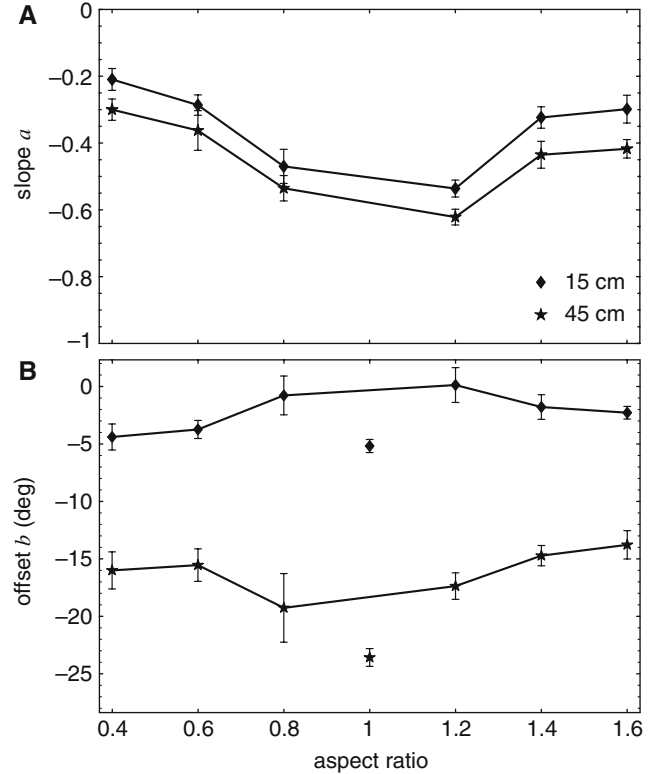 A
0
−0.2
−0.4
−0.6
−0.8
−1
slope a
15 cm
45 cm
B
0
−5
−10
−15
−20
−25
offset b (deg)
0.4 0.6 0.8 1 1.2 1.4 1.6
aspect ratio